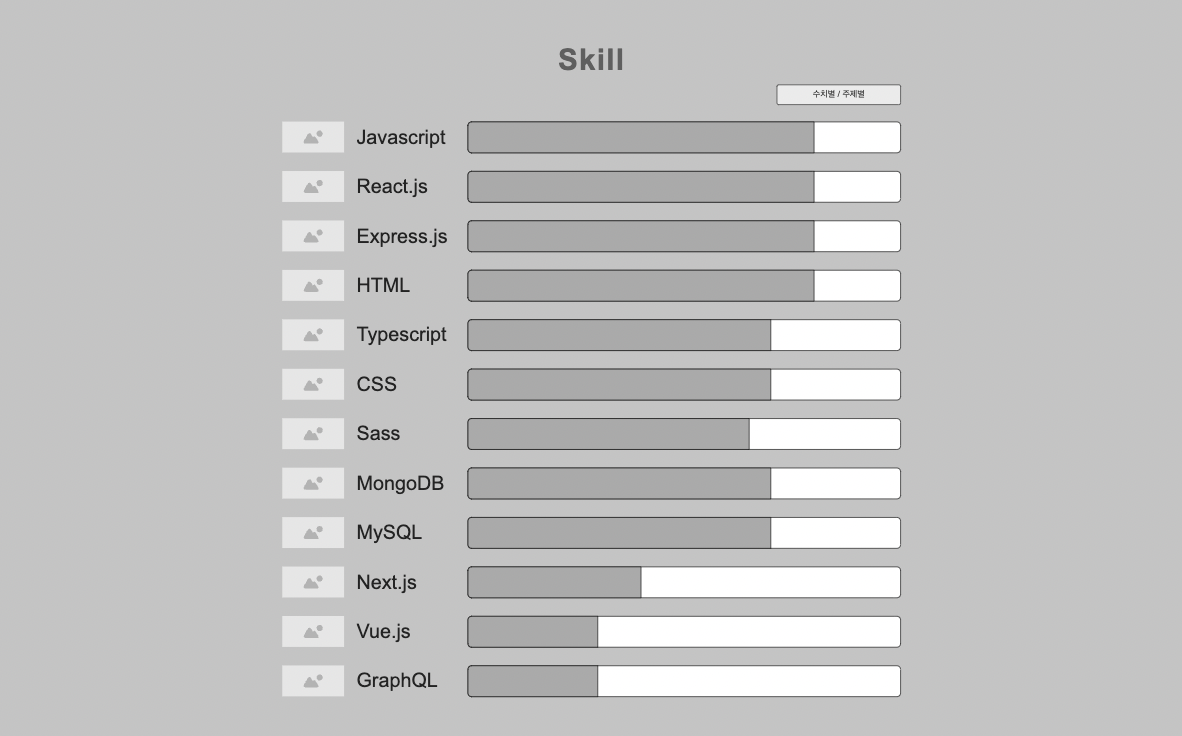 Skill
수치별 / 주제별
Javascript
React.js
Express.js
HTML
Typescript
CSS
Sass
MongoDB
MySQL
Next.js
Vue.js
GraphQL